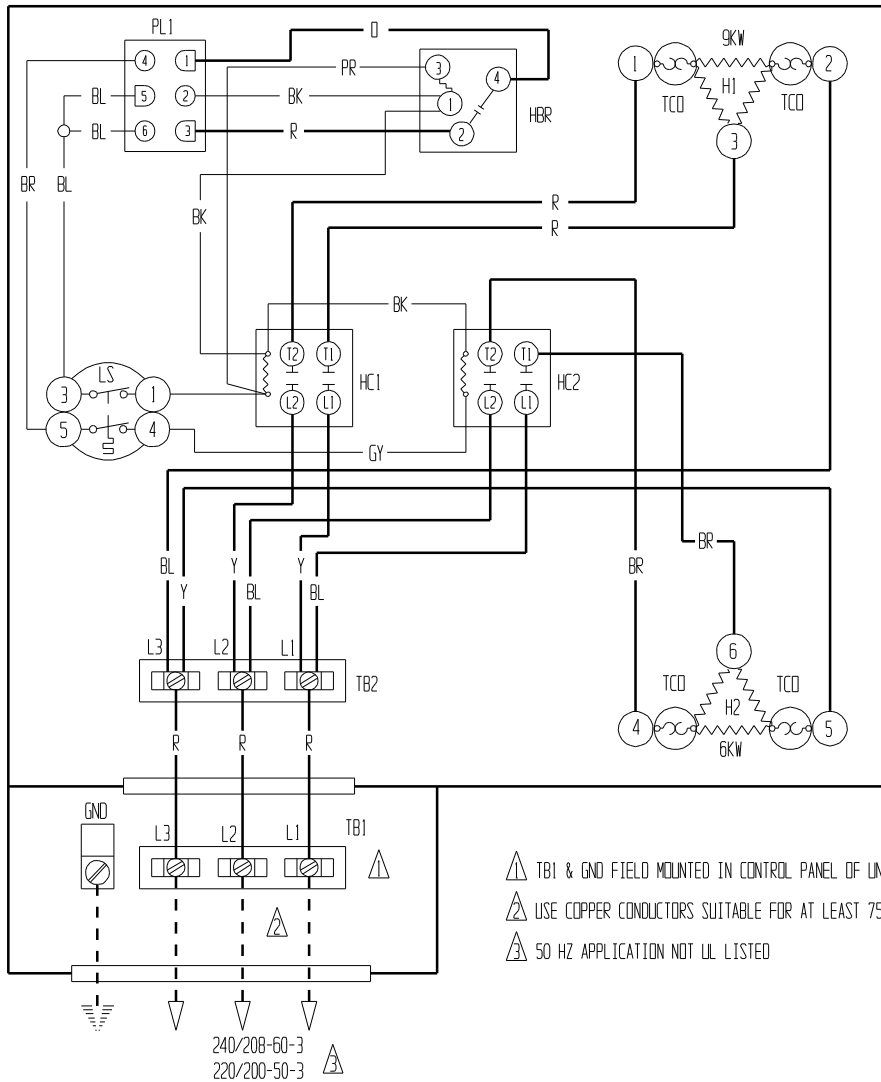 PL1
O
4
1
PR
3
4
BL
5
2
BK
1
HBR
BL
6
3
R
2
9KW
1
2
TCO
H1
TCO
3
BR
BL
BK
R
R
BK
T2
T1
HC1
L2
L1
T2
T1
HC2
L2
L1
LS
3
1
5
4
GY
BL
Y
Y
BL
Y
BL
BR
BR
L3
L2
L1
TB2
6
TCO
TCO
H2
4
5
6KW
R
R
R
GND
L3
L2
L1
TB1
1
2
1 TB1 & GND FIELD MOUNTED IN CONTROL PANEL OF UN
2 USE COPPER CONDUCTORS SUITABLE FOR AT LEAST 75
3 50 HZ APPLICATION NOT UL LISTED
240/208-60-3
220/200-50-3
3